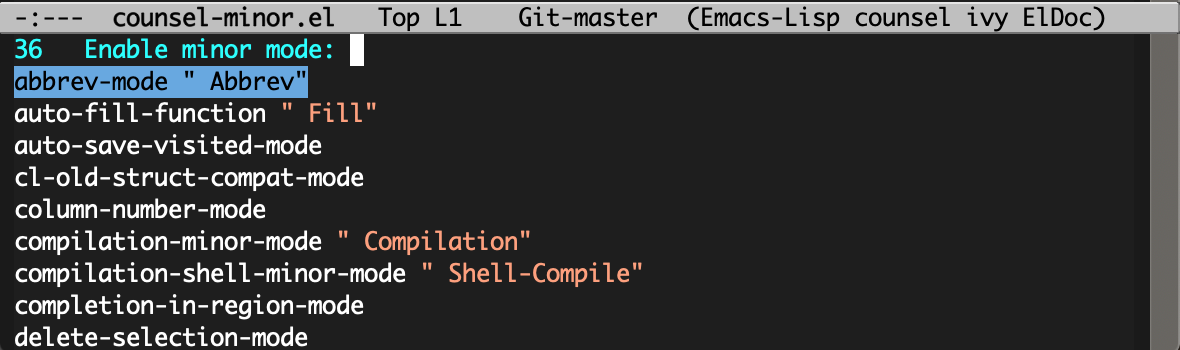 -:---  counsel-minor.el   Top L1    Git-master  (Emacs-Lisp counsel ivy ElDoc)
36   Enable minor mode:
abbrev-mode " Abbrev"
auto-fill-function " Fill"
auto-save-visited-mode
cl-old-struct-compat-mode
column-number-mode
compilation-minor-mode " Compilation"
compilation-shell-minor-mode " Shell-Compile"
completion-in-region-mode
delete-selection-mode